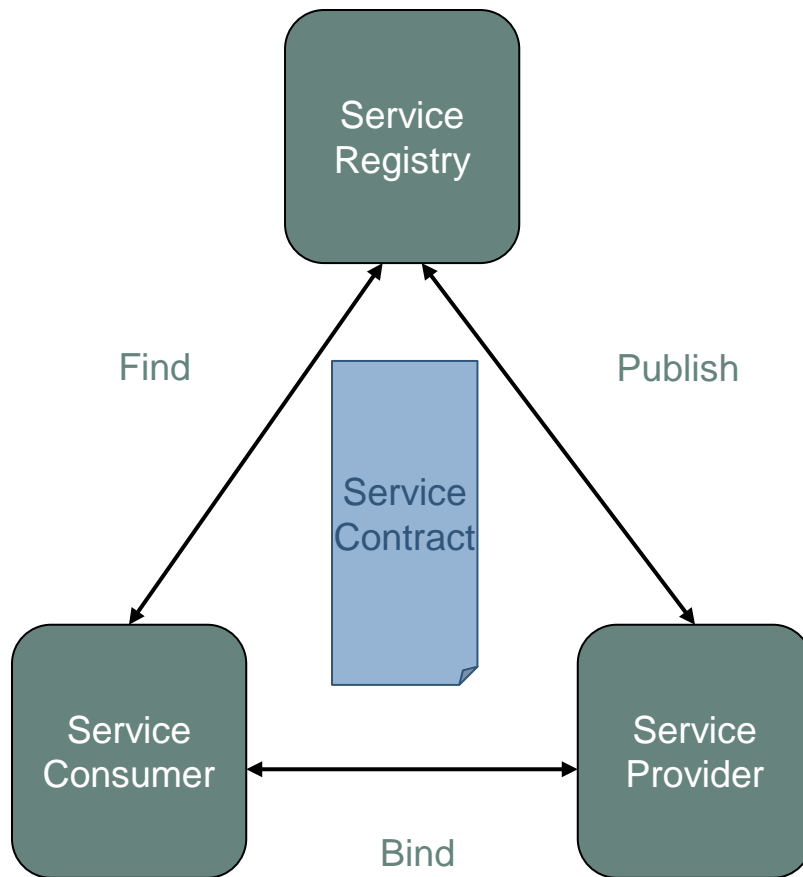 Service
Registry
Find
Publish
Service
Contract
Service
Consumer
Service
Provider
Bind